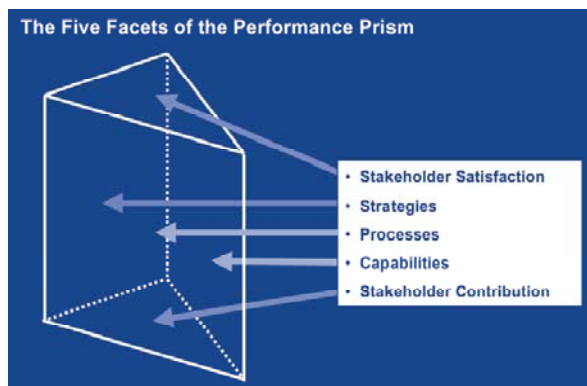 The Five Facets of the Performance Prism
• Stakeholder Satisfaction
• Strategies
• Processes
• Capabilities
• Stakeholder Contribution